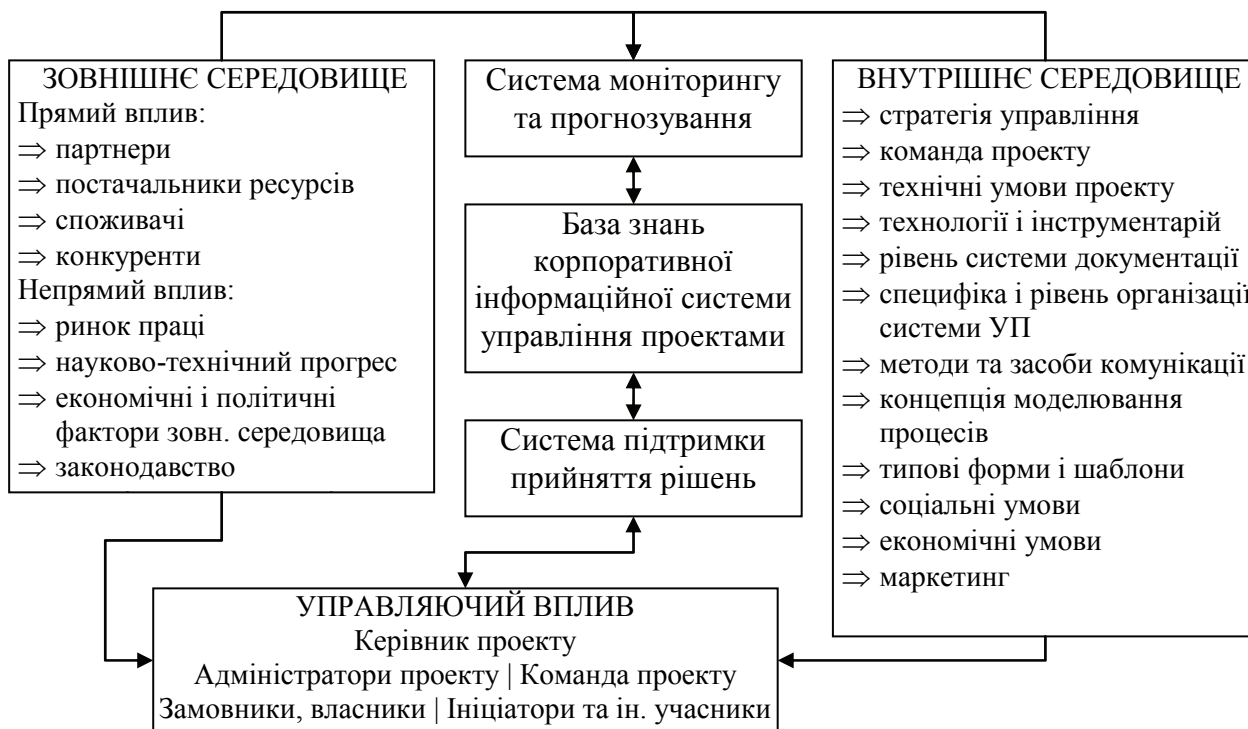 ЗОВНІШНЄ СЕРЕДОВИЩЕ
Прямий вплив:
⇒ партнери
⇒ постачальники ресурсів
⇒ споживачі
⇒ конкуренти
Непрямий вплив:
⇒ ринок праці
⇒ науково-технічний прогрес
⇒ економічні і політичні
фактори зовн. середовища
⇒ законодавство
Система моніторингу
та прогнозування
База знань
корпоративної
інформаційної системи
управління проектами
Система підтримки
прийняття рішень
ВНУТРІШНЄ СЕРЕДОВИЩЕ
⇒ стратегія управління
⇒ команда проекту
⇒ технічні умови проекту
⇒ технології і інструментарій
⇒ рівень системи документації
⇒ специфіка і рівень організації
системи УП
⇒ методи та засоби комунікації
⇒ концепція моделювання
процесів
⇒ типові форми і шаблони
⇒ соціальні умови
⇒ економічні умови
⇒ маркетинг
УПРАВЛЯЮЧИЙ ВПЛИВ
Керівник проекту
Адміністратори проекту | Команда проекту
Замовники, власники | Ініціатори та ін. учасники